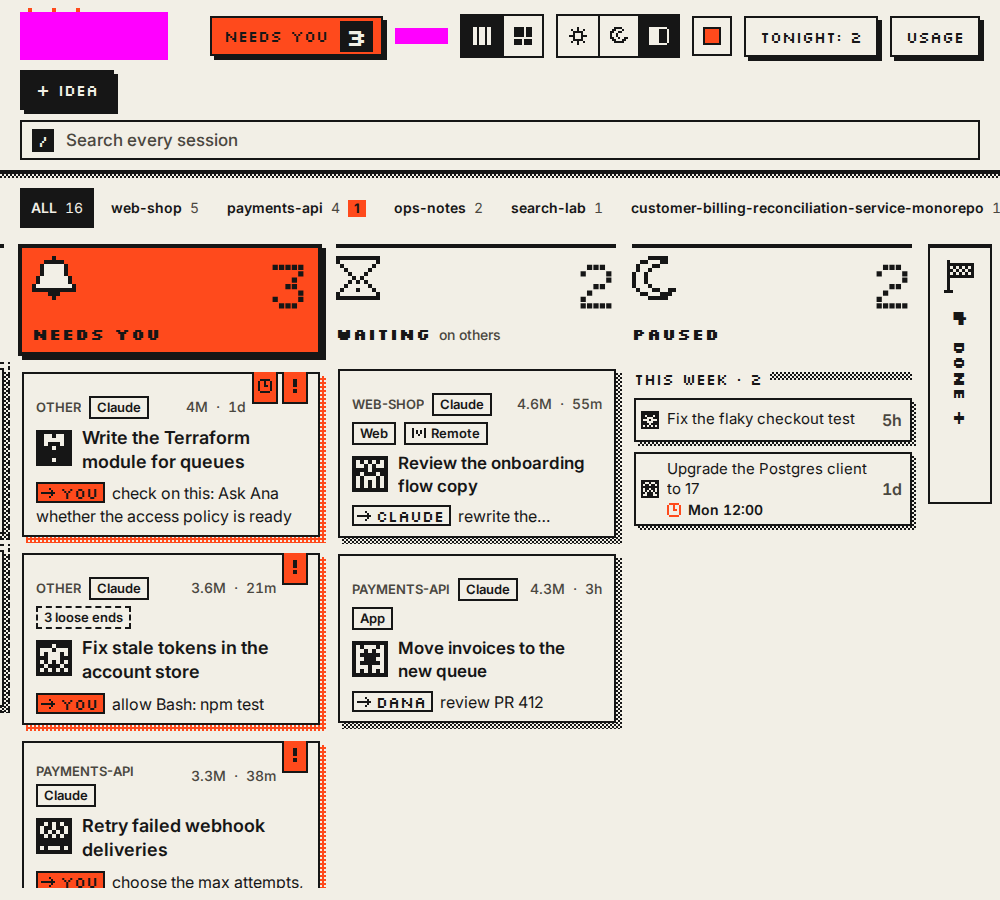 NEEDS YOU 3
TONIGHT: 2
USAGE
+ IDEA
/ Search every session
ALL 16
web-shop 5
payments-api 4 1
ops-notes 2
search-lab 1
customer-billing-reconciliation-service-monorepo 1
3
NEEDS YOU
OTHER Claude 4M · 1d !
Write the Terraform
module for queues
→ YOU check on this: Ask Ana
whether the access policy is ready
OTHER Claude 3.6M · 21m !
3 loose ends
Fix stale tokens in the
account store
→ YOU allow Bash: npm test
PAYMENTS-API 3.3M · 38m !
Claude
Retry failed webhook
deliveries
→ YOU choose the max attempts,
2
WAITING on others
WEB-SHOP Claude 4.6M · 55m
Web Remote
Review the onboarding
flow copy
→ CLAUDE rewrite the…
PAYMENTS-API Claude 4.3M · 3h
App
Move invoices to the
new queue
→ DANA review PR 412
2
PAUSED
THIS WEEK · 2
Fix the flaky checkout test 5h
Upgrade the Postgres client
to 17 1d
Mon 12:00
4 DONE +